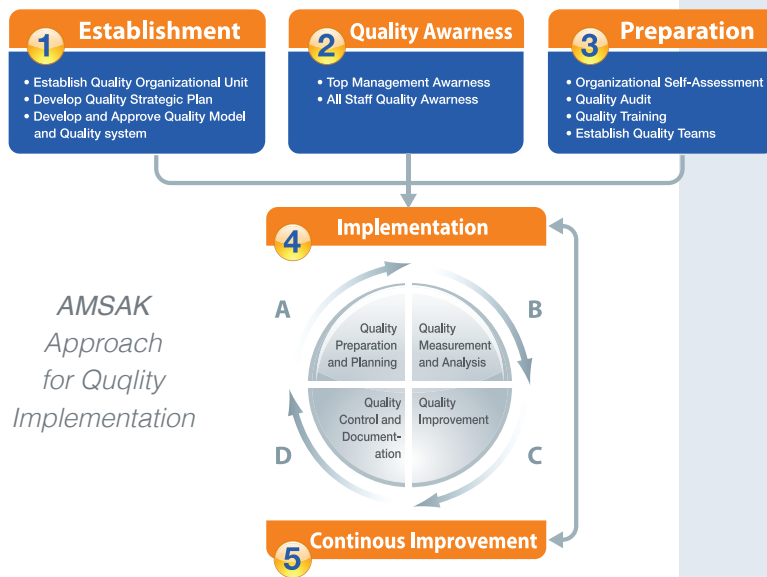 1 Establishment
• Establish Quality Organizational Unit
• Develop Quality Strategic Plan
• Develop and Approve Quality Model
and Quality system
2 Quality Awarness
• Top Management Awareness
• All Staff Quality Awareness
3 Preparation
• Organizational Self-Assessment
• Quality Audit
• Quality Training
• Establish Quality Teams
4 Implementation
AMSAK
Approach
for Quqlity
Implementation
A
Quality
Preparation
and Planning
B
Quality
Measurement
and Analysis
D
Quality
Control and
Document-
ation
C
Quality
Improvement
5 Continous Improvement